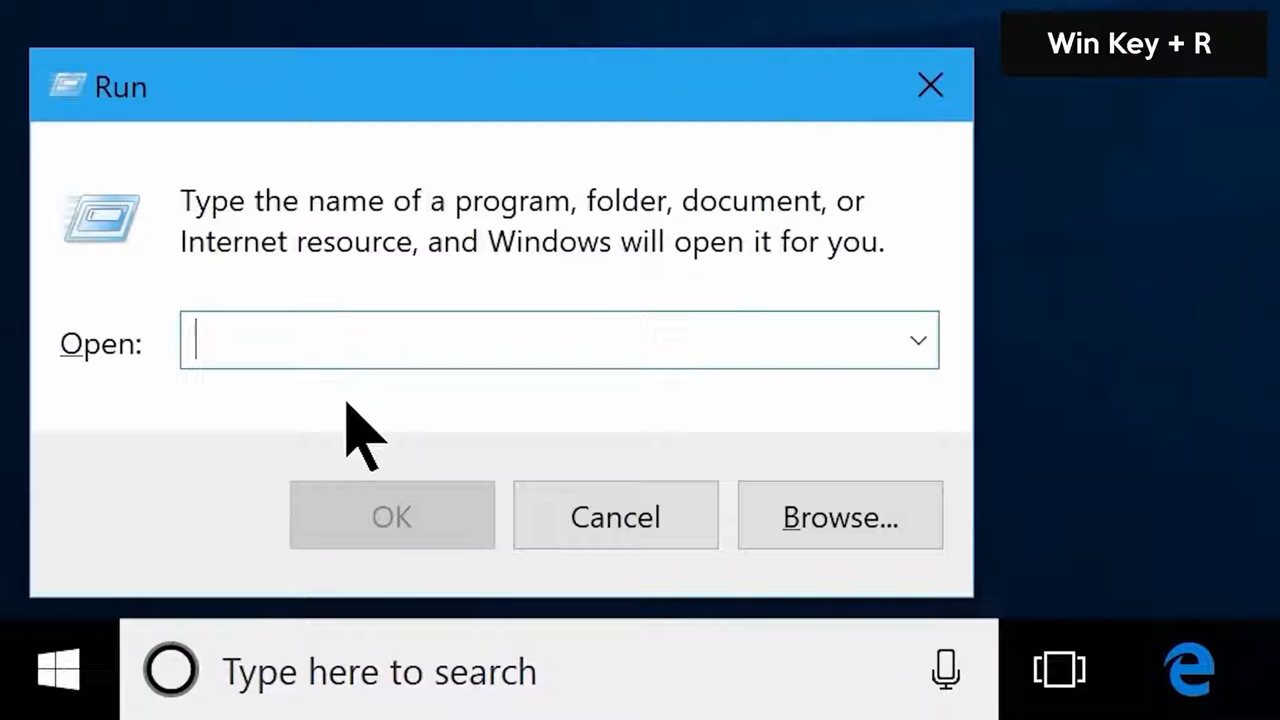 Win Key + R
Run
Type the name of a program, folder, document, or
Internet resource, and Windows will open it for you.
Open:
OK
Cancel
Browse...
Type here to search